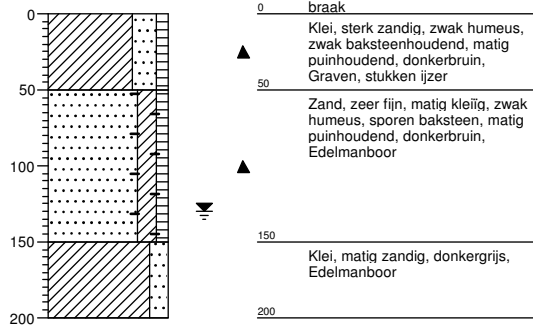 0
50
100
150
200
0
braak
Klei, sterk zandig, zwak humeus,
zwak baksteenhoudend, matig
puinhoudend, donkerbruin,
Graven, stukken ijzer
50
Zand, zeer fijn, matig kleiïg, zwak
humeus, sporen baksteen, matig
puinhoudend, donkerbruin,
Edelmanboor
150
Klei, matig zandig, donkergrijs,
Edelmanboor
200